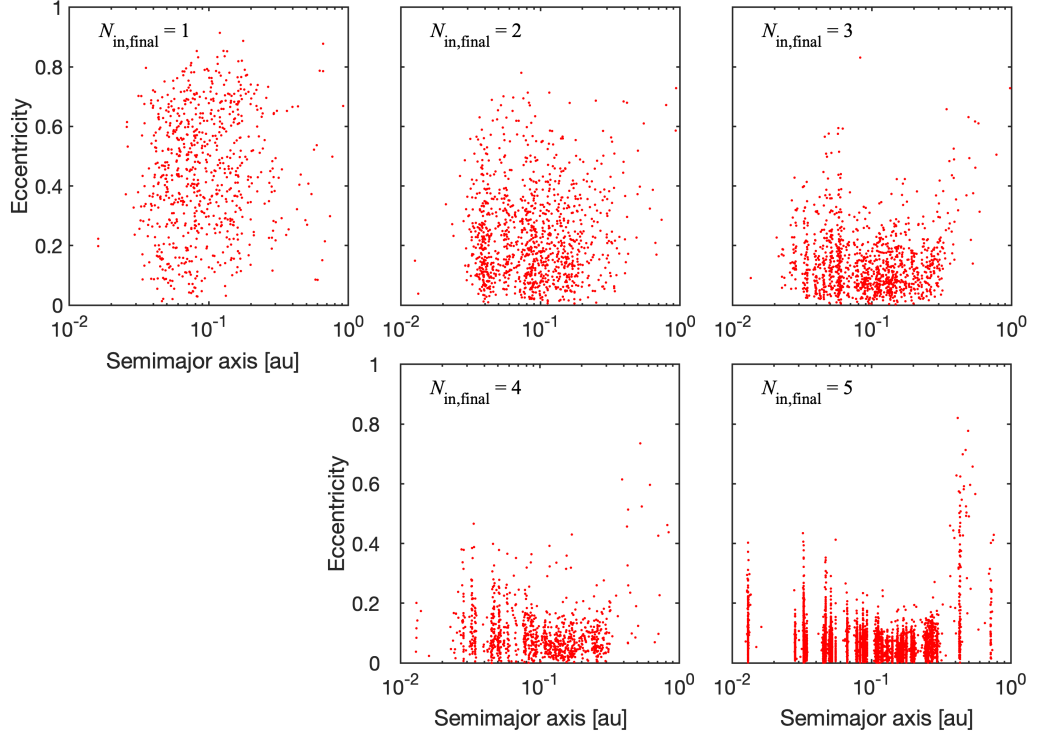 N_in,final = 1
N_in,final = 2
N_in,final = 3
1
0.8
0.6
0.4
0.2
0
Eccentricity
10^-2
10^-1
10^0
10^-2
10^-1
10^0
10^-2
10^-1
10^0
Semimajor axis [au]
N_in,final = 4
N_in,final = 5
1
0.8
0.6
0.4
0.2
0
Eccentricity
10^-2
10^-1
10^0
10^-2
10^-1
10^0
Semimajor axis [au]
Semimajor axis [au]